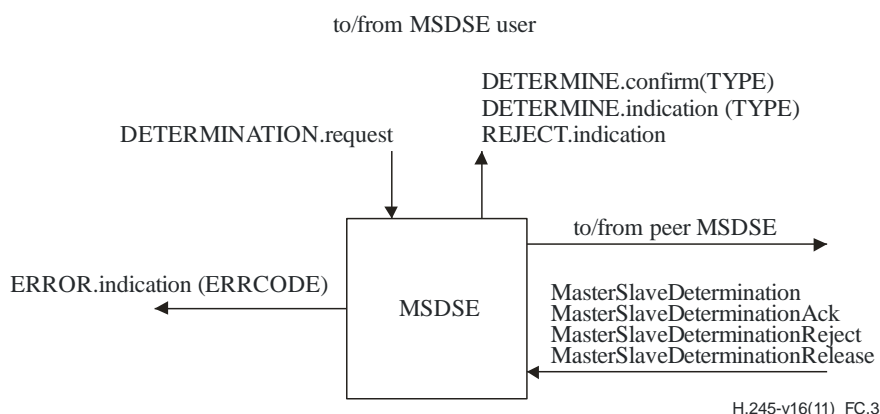 to/from MSDSE user
DETERMINE.confirm(TYPE)
DETERMINE.indication (TYPE)
DETERMINATION.request
REJECT.indication
to/from peer MSDSE
ERROR.indication (ERRCODE)
MSDSE
MasterSlaveDetermination
MasterSlaveDeterminationAck
MasterSlaveDeterminationReject
MasterSlaveDeterminationRelease
H.245-v16(11)_FC.3